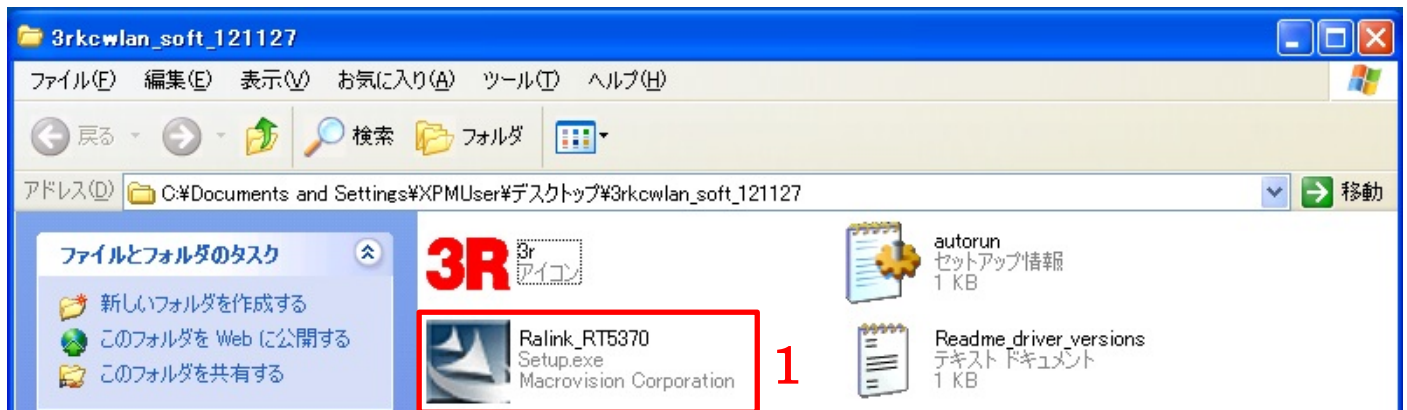 3rkcwlan_soft_121127
ファイル(F) 編集(E) 表示(V) お気に入り(A) ツール(T) ヘルプ(H)
戻る 検索 フォルダ
アドレス(D) C:¥Documents and Settings¥XPMUser¥デスクトップ¥3rkcwlan_soft_121127 移動
ファイルとフォルダのタスク
新しいフォルダを作成する
このフォルダを Web に公開する
このフォルダを共有する
3R
3r
アイコン
autorun
セットアップ情報
1 KB
Ralink_RT5370
Setup.exe
Macrovision Corporation
1
Readme_driver_versions
テキスト ドキュメント
1 KB